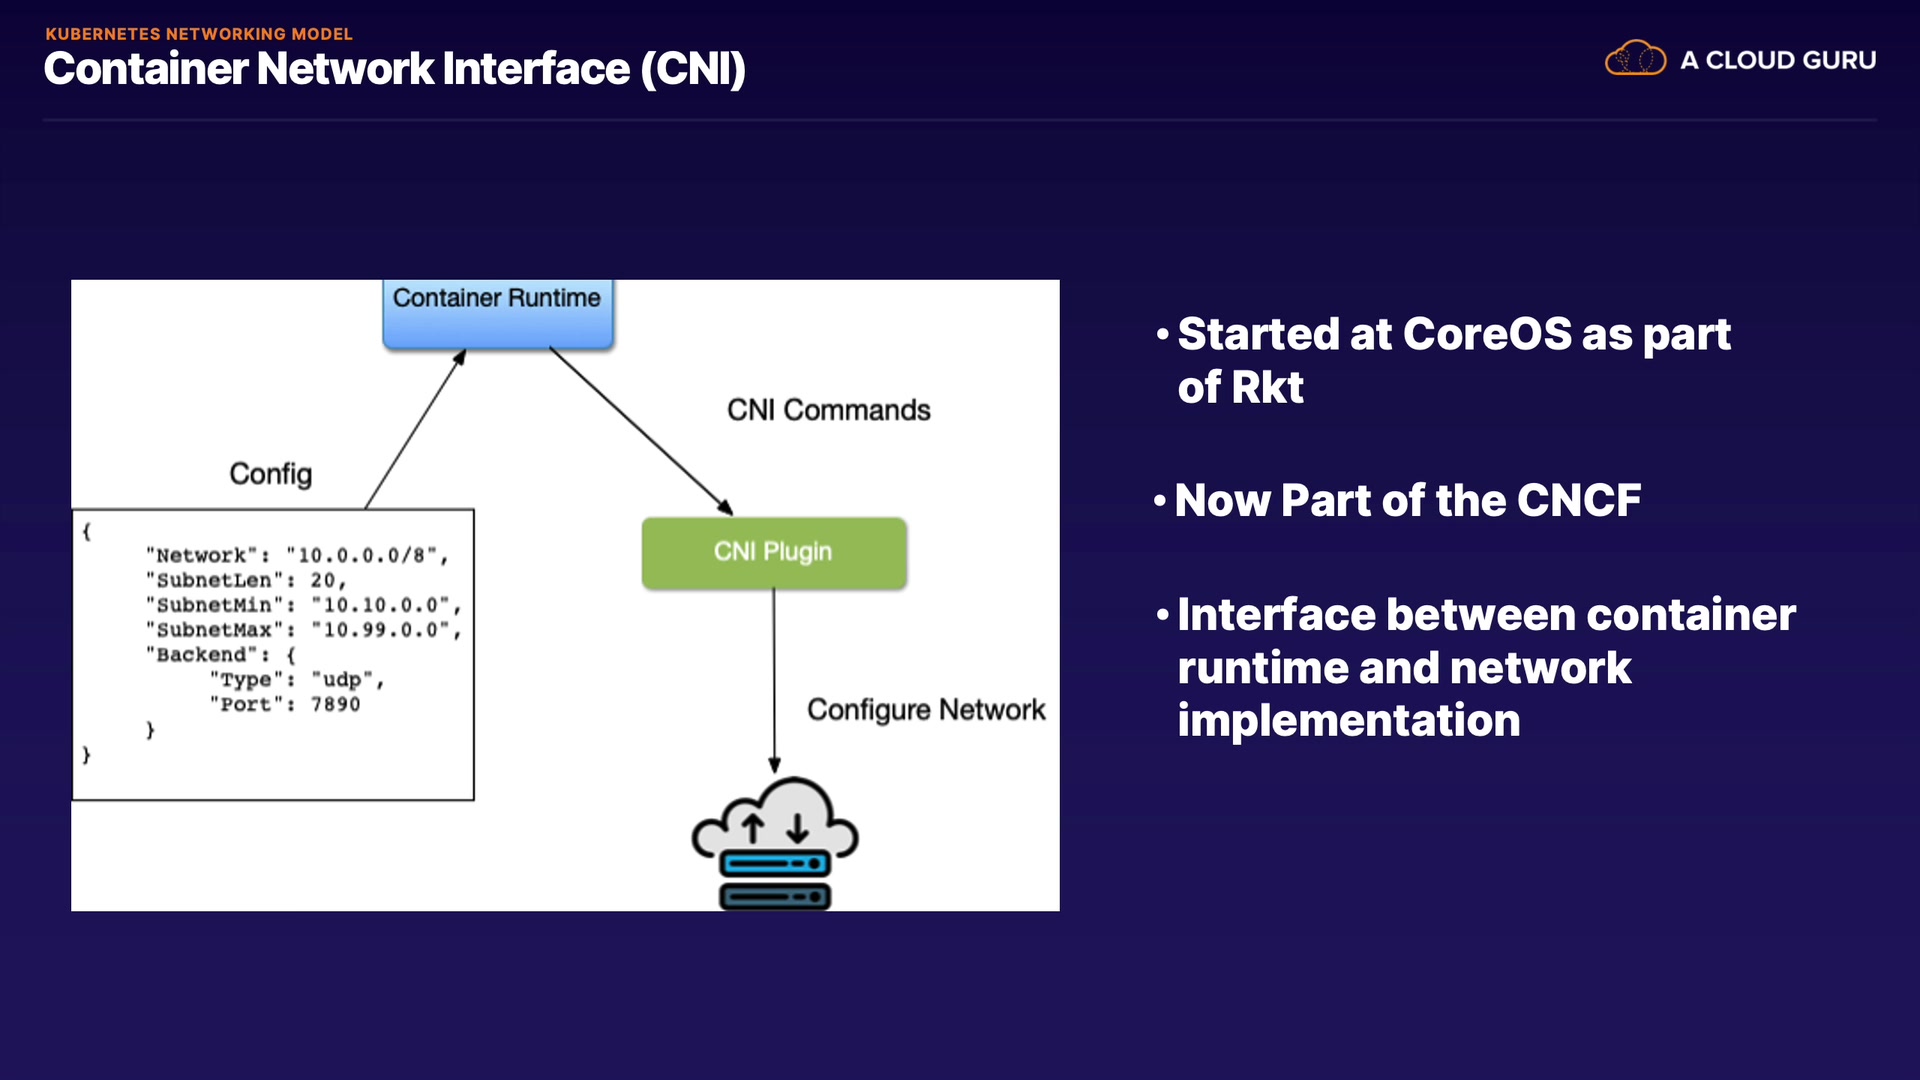 KUBERNETES NETWORKING MODEL
Container Network Interface (CNI)
A CLOUD GURU
Container Runtime
CNI Commands
Config
{
"Network": "10.0.0.0/8",
"SubnetLen": 20,
"SubnetMin": "10.10.0.0",
"SubnetMax": "10.99.0.0",
"Backend": {
"Type": "udp",
"Port": 7890
}
}
CNI Plugin
Configure Network
• Started at CoreOS as part
of Rkt
• Now Part of the CNCF
• Interface between container
runtime and network
implementation